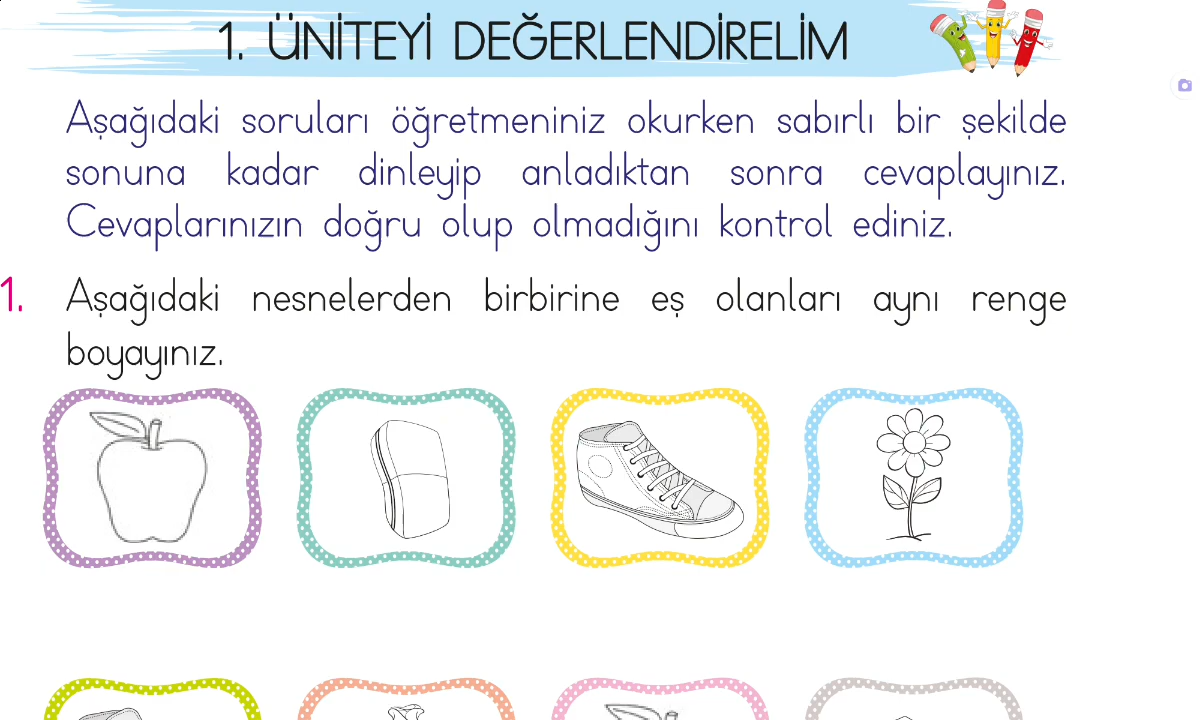 1. ÜNİTEYİ DEĞERLENDİRELİM
Aşağıdaki soruları öğretmeniniz okurken sabırlı bir şekilde
sonuna kadar dinleyip anladıktan sonra cevaplayınız.
Cevaplarınızın doğru olup olmadığını kontrol ediniz.
1. Aşağıdaki nesnelerden birbirine eş olanları aynı renge
boyayınız.